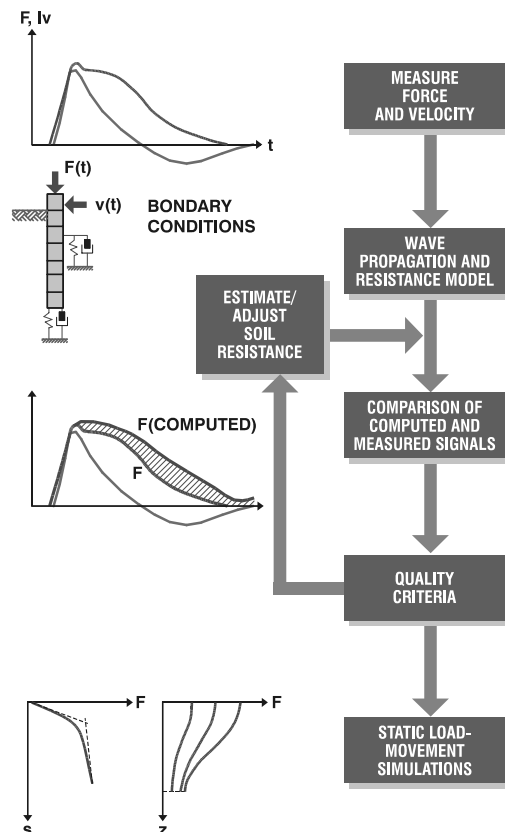 F, Iv
t
F(t)
v(t)
BONDARY
CONDITIONS
MEASURE
FORCE
AND VELOCITY
WAVE
PROPAGATION AND
RESISTANCE MODEL
ESTIMATE/
ADJUST
SOIL
RESISTANCE
F(COMPUTED)
F
COMPARISON OF
COMPUTED AND
MEASURED SIGNALS
QUALITY
CRITERIA
F
s
F
z
STATIC LOAD-
MOVEMENT
SIMULATIONS